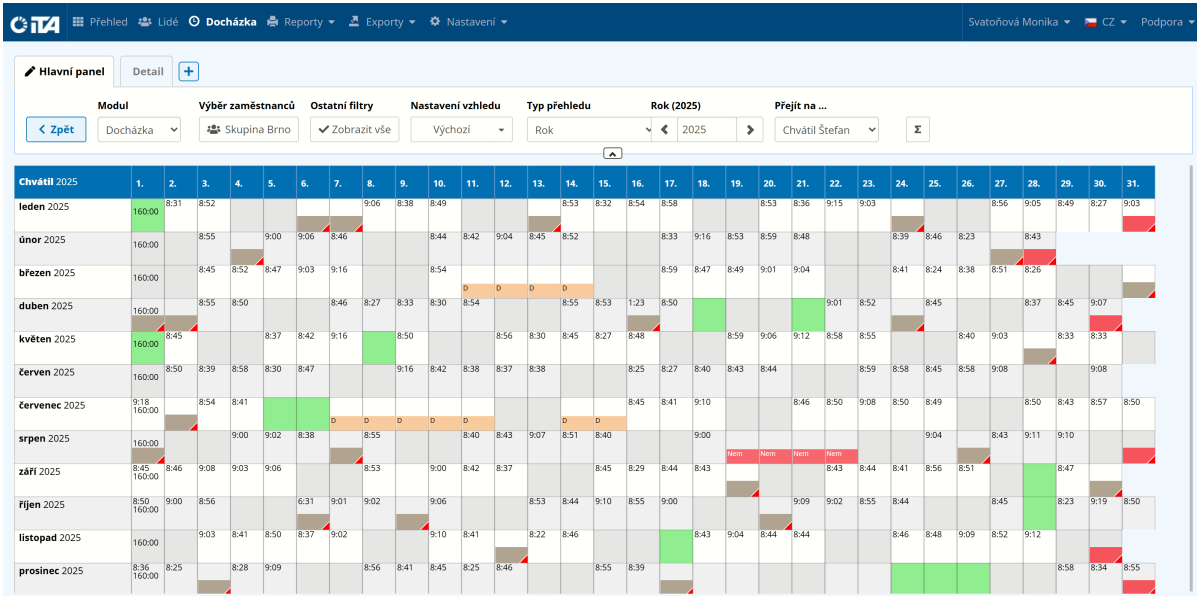 CITA Přehled Lidé Docházka Reporty Exporty Nastavení Svatoňová Monika CZ Podpora
Hlavní panel Detail +
Modul Výběr zaměstnanců Ostatní filtry Nastavení vzhledu Typ přehledu Rok (2025) Přejít na ...
Zpět Docházka Skupina Brno Zobrazit vše Výchozí Rok 2025 Chvátil Štefan Σ
Chvátil 2025 1. 2. 3. 4. 5. 6. 7. 8. 9. 10. 11. 12. 13. 14. 15. 16. 17. 18. 19. 20. 21. 22. 23. 24. 25. 26. 27. 28. 29. 30. 31.
leden 2025 160:00 8:31 8:52 9:06 8:38 8:49 8:53 8:32 8:54 8:58 8:53 8:36 9:15 9:03 8:56 9:05 8:49 8:27 9:03
únor 2025 160:00 8:55 9:00 9:06 8:46 8:44 8:42 9:04 8:45 8:52 8:33 9:16 8:53 8:59 8:48 8:39 8:46 8:23 8:43
březen 2025 160:00 8:45 8:52 8:47 9:03 9:16 8:54 D D D D 8:59 8:47 8:49 9:01 9:04 8:41 8:24 8:38 8:51 8:26
duben 2025 160:00 8:55 8:50 8:46 8:27 8:33 8:30 8:54 8:55 8:53 1:23 8:50 9:01 8:52 8:45 8:37 8:45 9:07
květen 2025 160:00 8:45 8:37 8:42 9:16 8:50 8:56 8:30 8:45 8:27 8:48 8:59 9:06 9:12 8:58 8:55 8:40 9:03 8:33 8:33
červen 2025 160:00 8:50 8:39 8:58 8:30 8:47 9:16 8:42 8:38 8:37 8:38 8:25 8:27 8:40 8:43 8:44 8:59 8:58 8:45 8:58 9:08 9:08
červenec 2025 9:18 160:00 8:54 8:41 D D D D D D D 8:45 8:41 9:10 8:46 8:50 9:08 8:50 8:49 8:50 8:43 8:57 8:50
srpen 2025 160:00 9:00 9:02 8:38 8:55 8:40 8:43 9:07 8:51 8:40 9:00 Nem Nem Nem Nem 9:04 8:43 9:11 9:10
září 2025 8:45 160:00 8:46 9:08 9:03 9:06 8:53 9:00 8:42 8:37 8:45 8:29 8:44 8:43 8:43 8:44 8:41 8:56 8:51 8:47
říjen 2025 8:50 160:00 9:00 8:56 6:31 9:01 9:02 9:06 8:53 8:44 9:10 8:55 9:00 9:09 9:02 8:55 8:44 8:45 8:23 9:19 8:50
listopad 2025 160:00 9:03 8:41 8:50 8:37 9:02 9:10 8:41 8:22 8:46 8:43 9:04 8:44 8:44 8:46 8:48 9:09 8:52 9:12
prosinec 2025 8:36 160:00 8:25 8:28 9:09 8:56 8:41 8:45 8:25 8:46 8:55 8:39 8:58 8:34 8:55